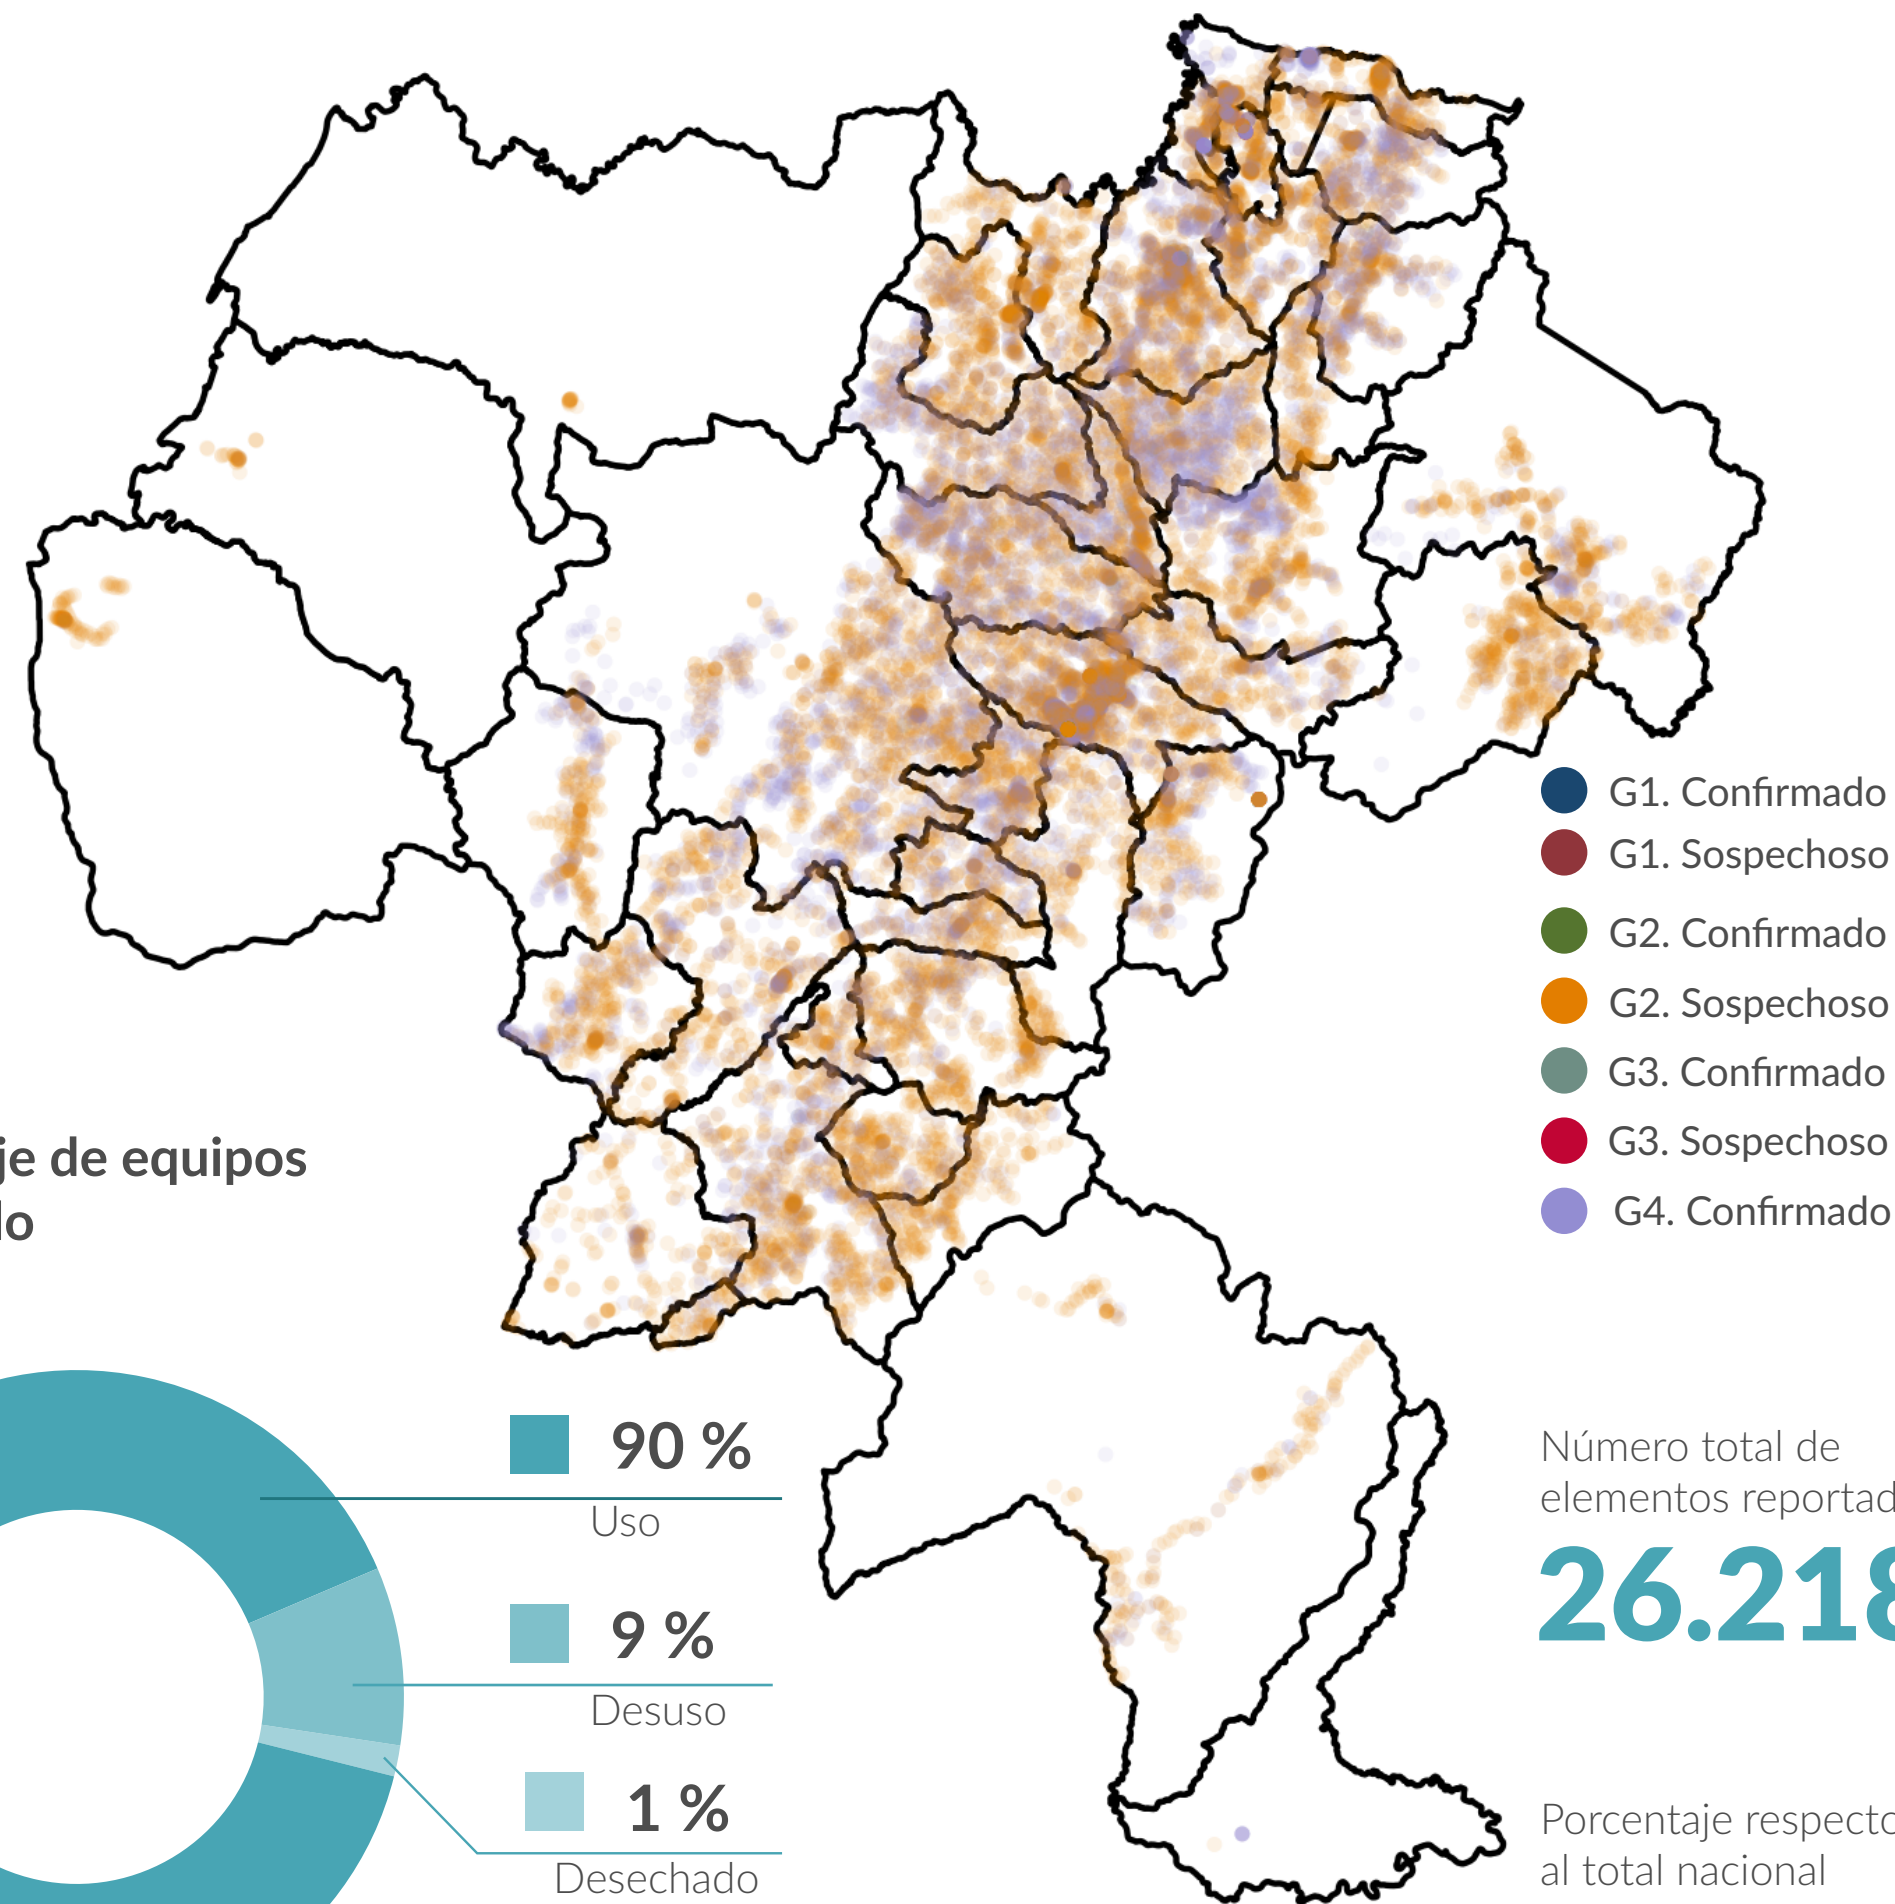 G1. Confirmado
G1. Sospechoso
G2. Confirmado
G2. Sospechoso
G3. Confirmado
G3. Sospechoso
G4. Confirmado
je de equipos
lo
90 %
Uso
9 %
Desuso
1 %
Desechado
Número total de
elementos reportad
26.218
Porcentaje respecto
al total nacional